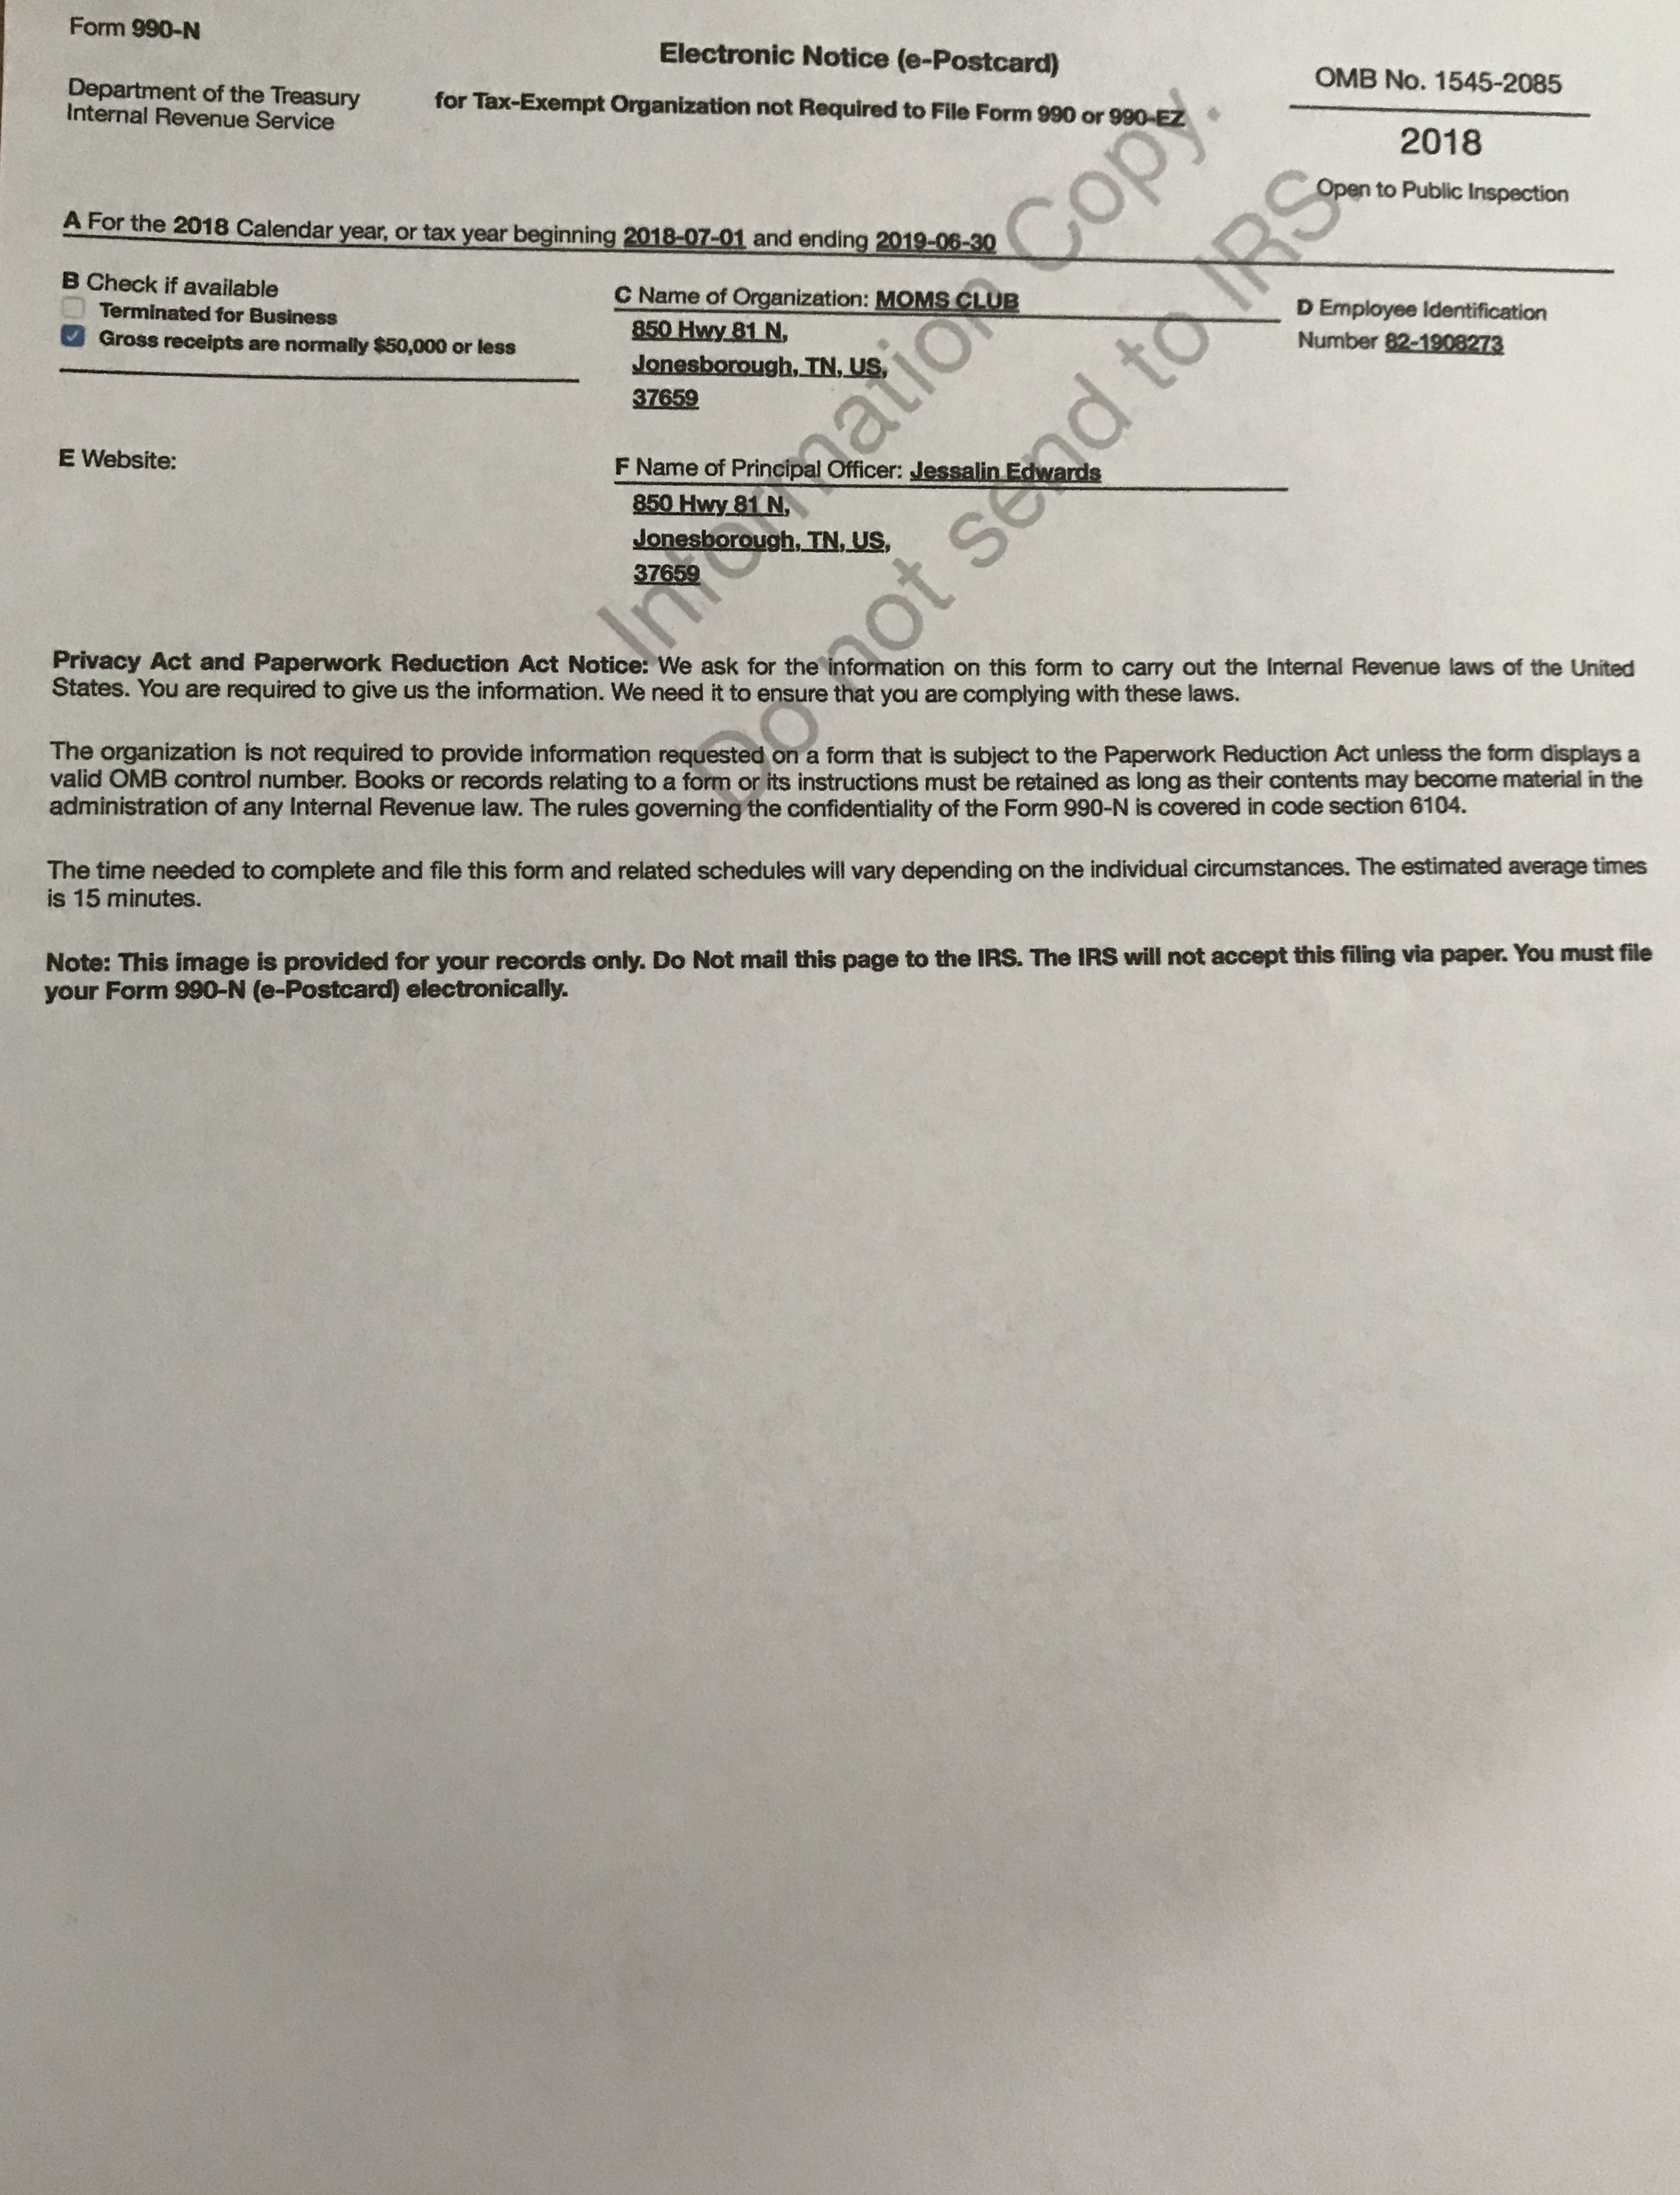 Form 990-N
Department of the Treasury
Internal Revenue Service
Electronic Notice (e-Postcard)
for Tax-Exempt Organization not Required to File Form 990 or 990-EZ
OMB No. 1545-2085
2018
Open to Public Inspection
A For the 2018 Calendar year, or tax year beginning 2018-07-01 and ending 2019-06-30
B Check if available
Terminated for Business
Gross receipts are normally $50,000 or less
C Name of Organization: MOMS CLUB
850 Hwy 81 N,
Jonesborough, TN, US,
37659
D Employee Identification
Number 82-1908273
E Website:
F Name of Principal Officer: Jessalin Edwards
850 Hwy 81 N,
Jonesborough, TN, US,
37659
Information Copy.
Do not send to IRS.
Privacy Act and Paperwork Reduction Act Notice: We ask for the information on this form to carry out the Internal Revenue laws of the United
States. You are required to give us the information. We need it to ensure that you are complying with these laws.
The organization is not required to provide information requested on a form that is subject to the Paperwork Reduction Act unless the form displays a
valid OMB control number. Books or records relating to a form or its instructions must be retained as long as their contents may become material in the
administration of any Internal Revenue law. The rules governing the confidentiality of the Form 990-N is covered in code section 6104.
The time needed to complete and file this form and related schedules will vary depending on the individual circumstances. The estimated average times
is 15 minutes.
Note: This image is provided for your records only. Do Not mail this page to the IRS. The IRS will not accept this filing via paper. You must file
your Form 990-N (e-Postcard) electronically.